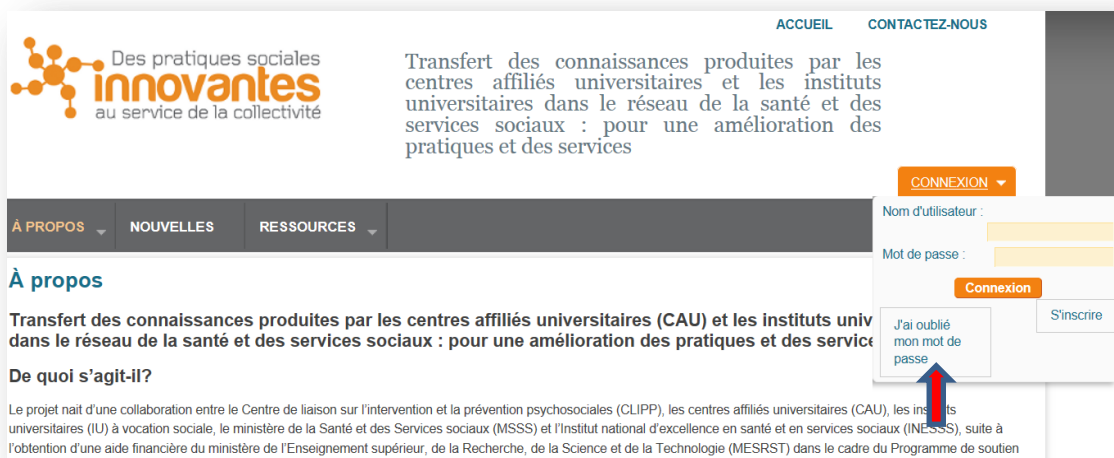 ACCUEIL CONTACTEZ-NOUS
Des pratiques sociales
innovantes
au service de la collectivité
Transfert des connaissances produites par les
centres affiliés universitaires et les instituts
universitaires dans le réseau de la santé et des
services sociaux : pour une amélioration des
pratiques et des services
CONNEXION
À PROPOS NOUVELLES RESSOURCES
Nom d'utilisateur :
Mot de passe :
Connexion
J'ai oublié
mon mot de
passe
S'inscrire
À propos
Transfert des connaissances produites par les centres affiliés universitaires (CAU) et les instituts univ
dans le réseau de la santé et des services sociaux : pour une amélioration des pratiques et des service
De quoi s'agit-il?
Le projet nait d'une collaboration entre le Centre de liaison sur l'intervention et la prévention psychosociales (CLIPP), les centres affiliés universitaires (CAU), les
universitaires (IU) à vocation sociale, le ministère de la Santé et des Services sociaux (MSSS) et l'Institut national d'excellence en santé et en services sociaux (INESSS), suite à
l'obtention d'une aide financière du ministère de l'Enseignement supérieur, de la Recherche, de la Science et de la Technologie (MESRST) dans le cadre du Programme de soutien